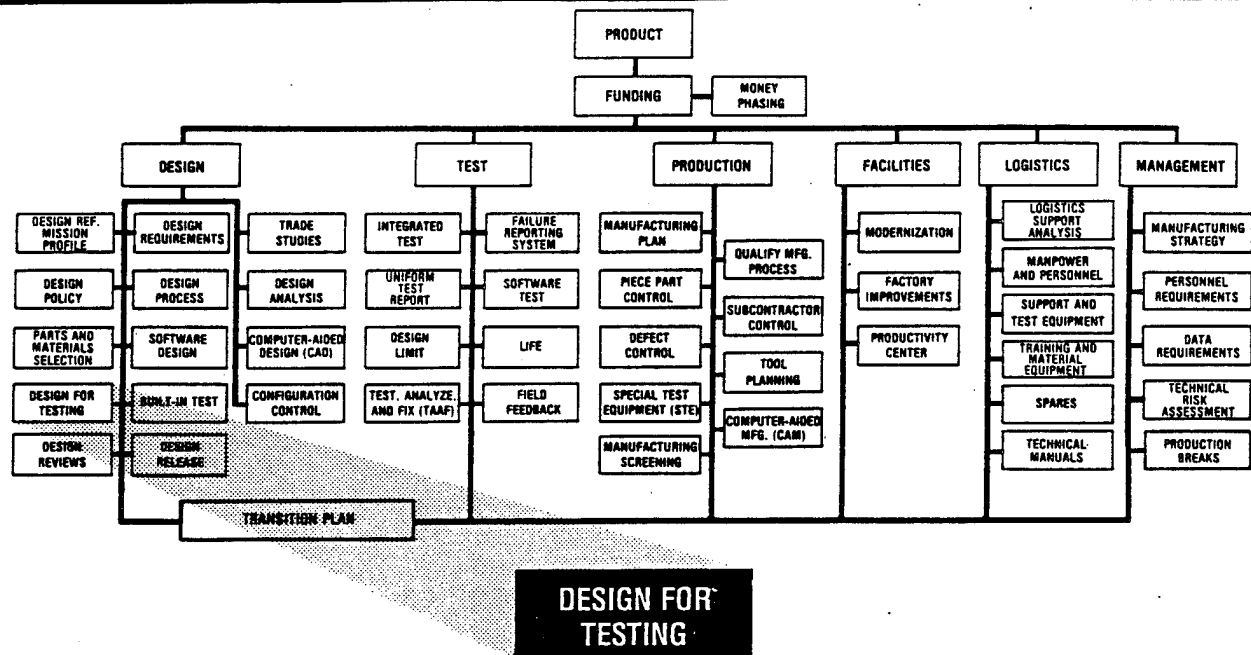 PRODUCT
FUNDING
MONEY
PHASING
DESIGN
TEST
PRODUCTION
FACILITIES
LOGISTICS
MANAGEMENT
DESIGN REF.
MISSION
PROFILE
DESIGN
REQUIREMENTS
TRADE
STUDIES
DESIGN
POLICY
DESIGN
PROCESS
DESIGN
ANALYSIS
PARTS AND
MATERIALS
SELECTION
SOFTWARE
DESIGN
COMPUTER-AIDED
DESIGN (CAD)
DESIGN FOR
TESTING
BUILT-IN TEST
CONFIGURATION
CONTROL
DESIGN
REVIEWS
DESIGN
RELEASE
INTEGRATED
TEST
FAILURE
REPORTING
SYSTEM
UNIFORM
TEST
REPORT
SOFTWARE
TEST
DESIGN
LIMIT
LIFE
TEST, ANALYZE,
AND FIX (TAAF)
FIELD
FEEDBACK
MANUFACTURING
PLAN
QUALIFY MFG.
PROCESS
PIECE PART
CONTROL
SUBCONTRACTOR
CONTROL
DEFECT
CONTROL
TOOL
PLANNING
SPECIAL TEST
EQUIPMENT (STE)
COMPUTER-AIDED
MFG. (CAM)
MANUFACTURING
SCREENING
MODERNIZATION
FACTORY
IMPROVEMENTS
PRODUCTIVITY
CENTER
LOGISTICS
SUPPORT
ANALYSIS
MANPOWER
AND PERSONNEL
SUPPORT AND
TEST EQUIPMENT
TRAINING AND
MATERIAL
EQUIPMENT
SPARES
TECHNICAL
MANUALS
MANUFACTURING
STRATEGY
PERSONNEL
REQUIREMENTS
DATA
REQUIREMENTS
TECHNICAL
RISK
ASSESSMENT
PRODUCTION
BREAKS
TRANSITION PLAN
DESIGN FOR
TESTING